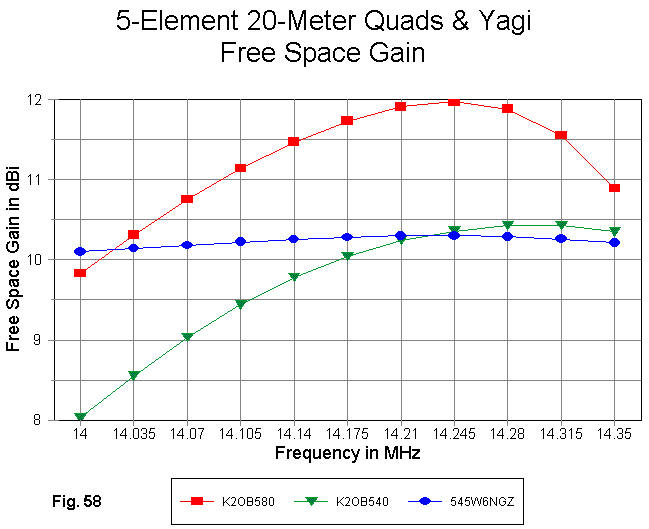 5-Element 20-Meter Quads & Yagi
Free Space Gain
Free Space Gain in dBi
12
11
10
9
8
14 14.035 14.07 14.105 14.14 14.175 14.21 14.245 14.28 14.315 14.35
Frequency in MHz
Fig. 58
K2OB580 K2OB540 545W6NGZ